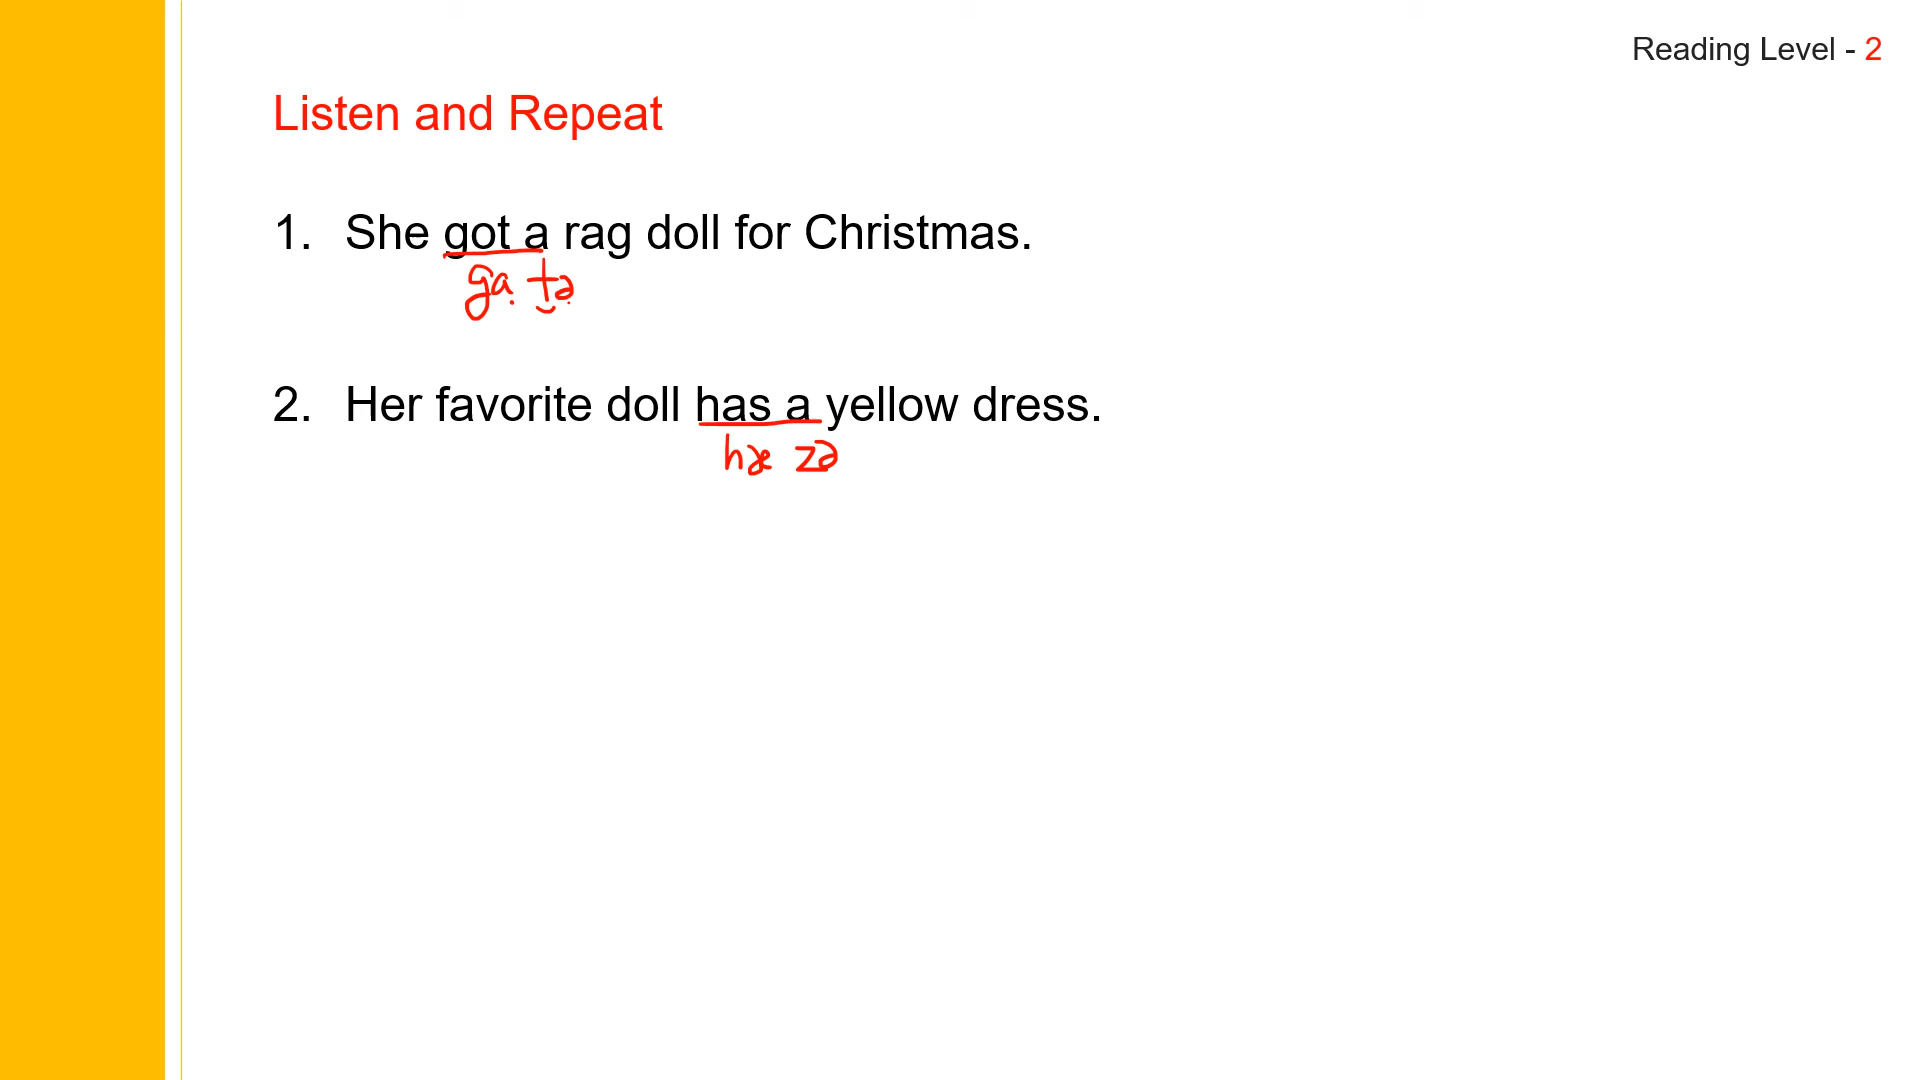 Reading Level - 2
Listen and Repeat
1. She got a rag doll for Christmas.
ga tə
2. Her favorite doll has a yellow dress.
hæ zə